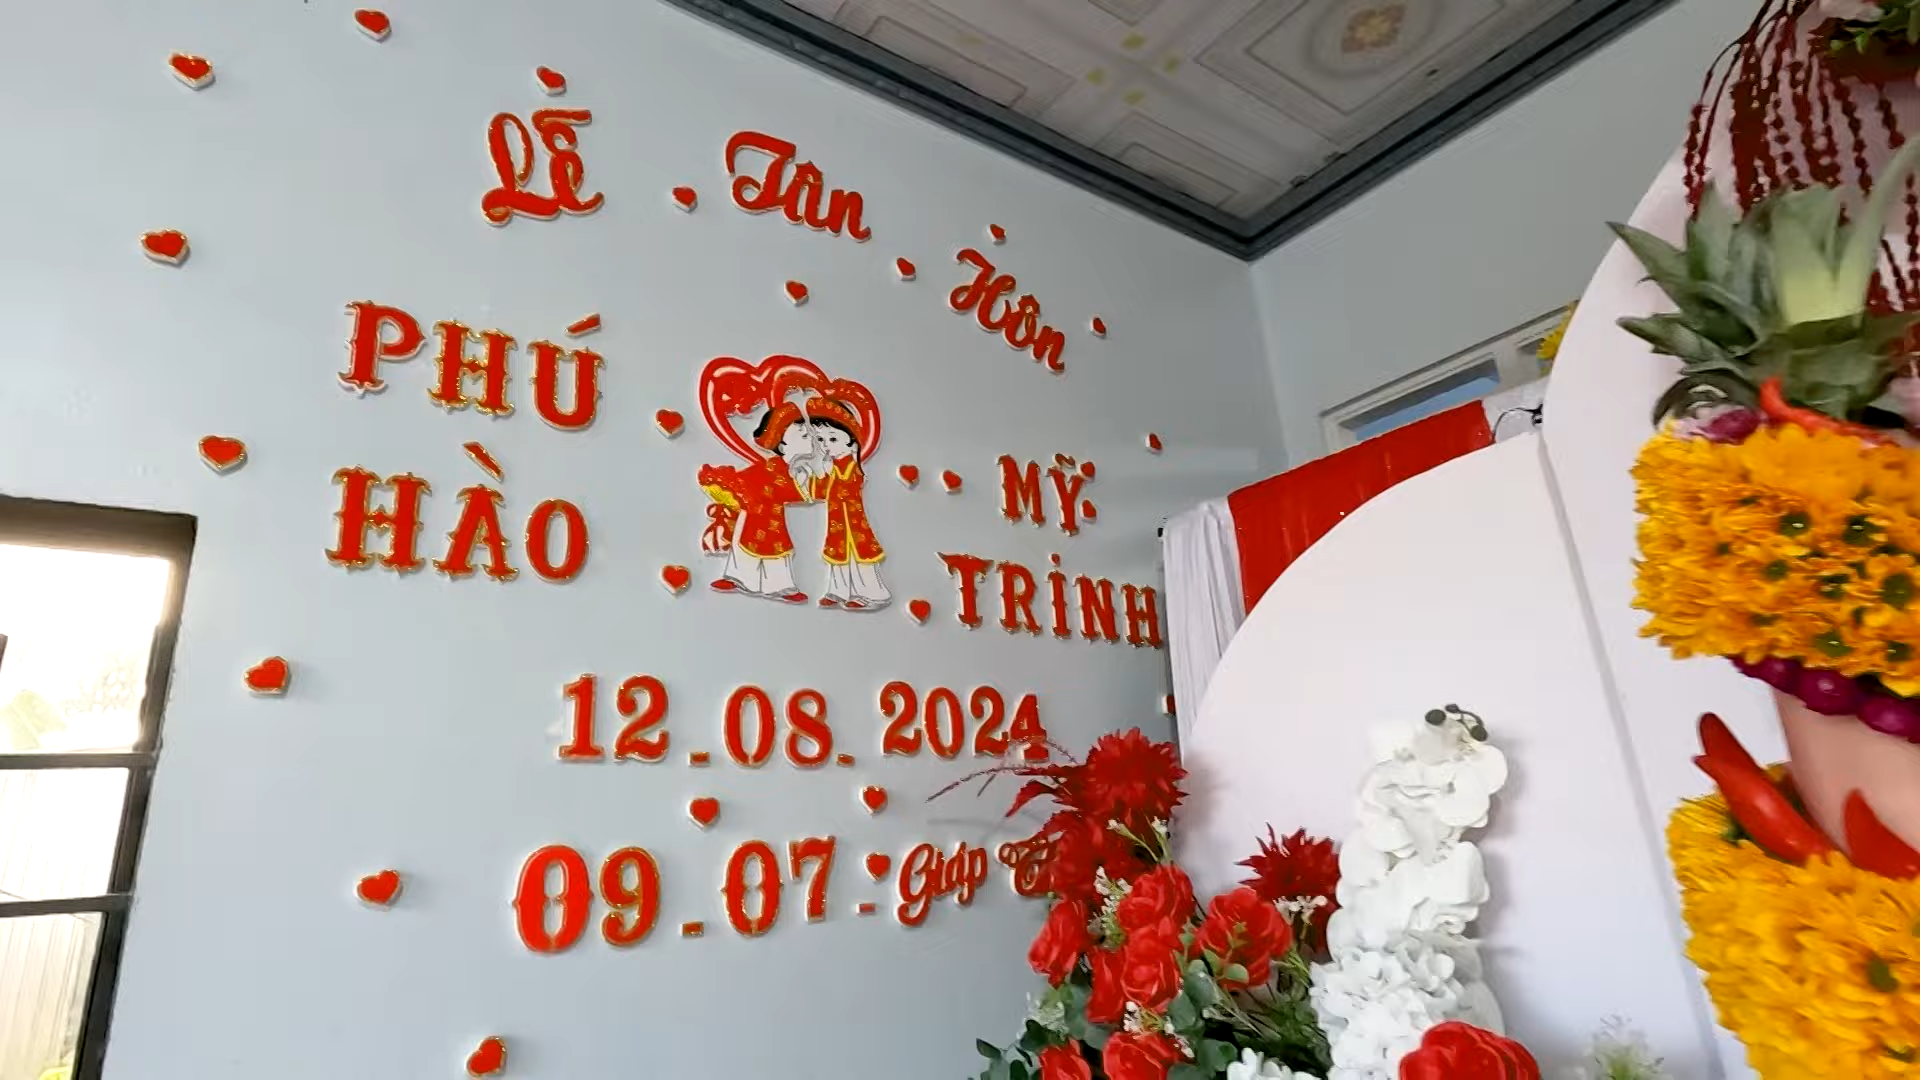 Lễ Tân Hôn
PHÚ
HÀO
MỸ
TRINH
12.08.2024
09.07. Giáp